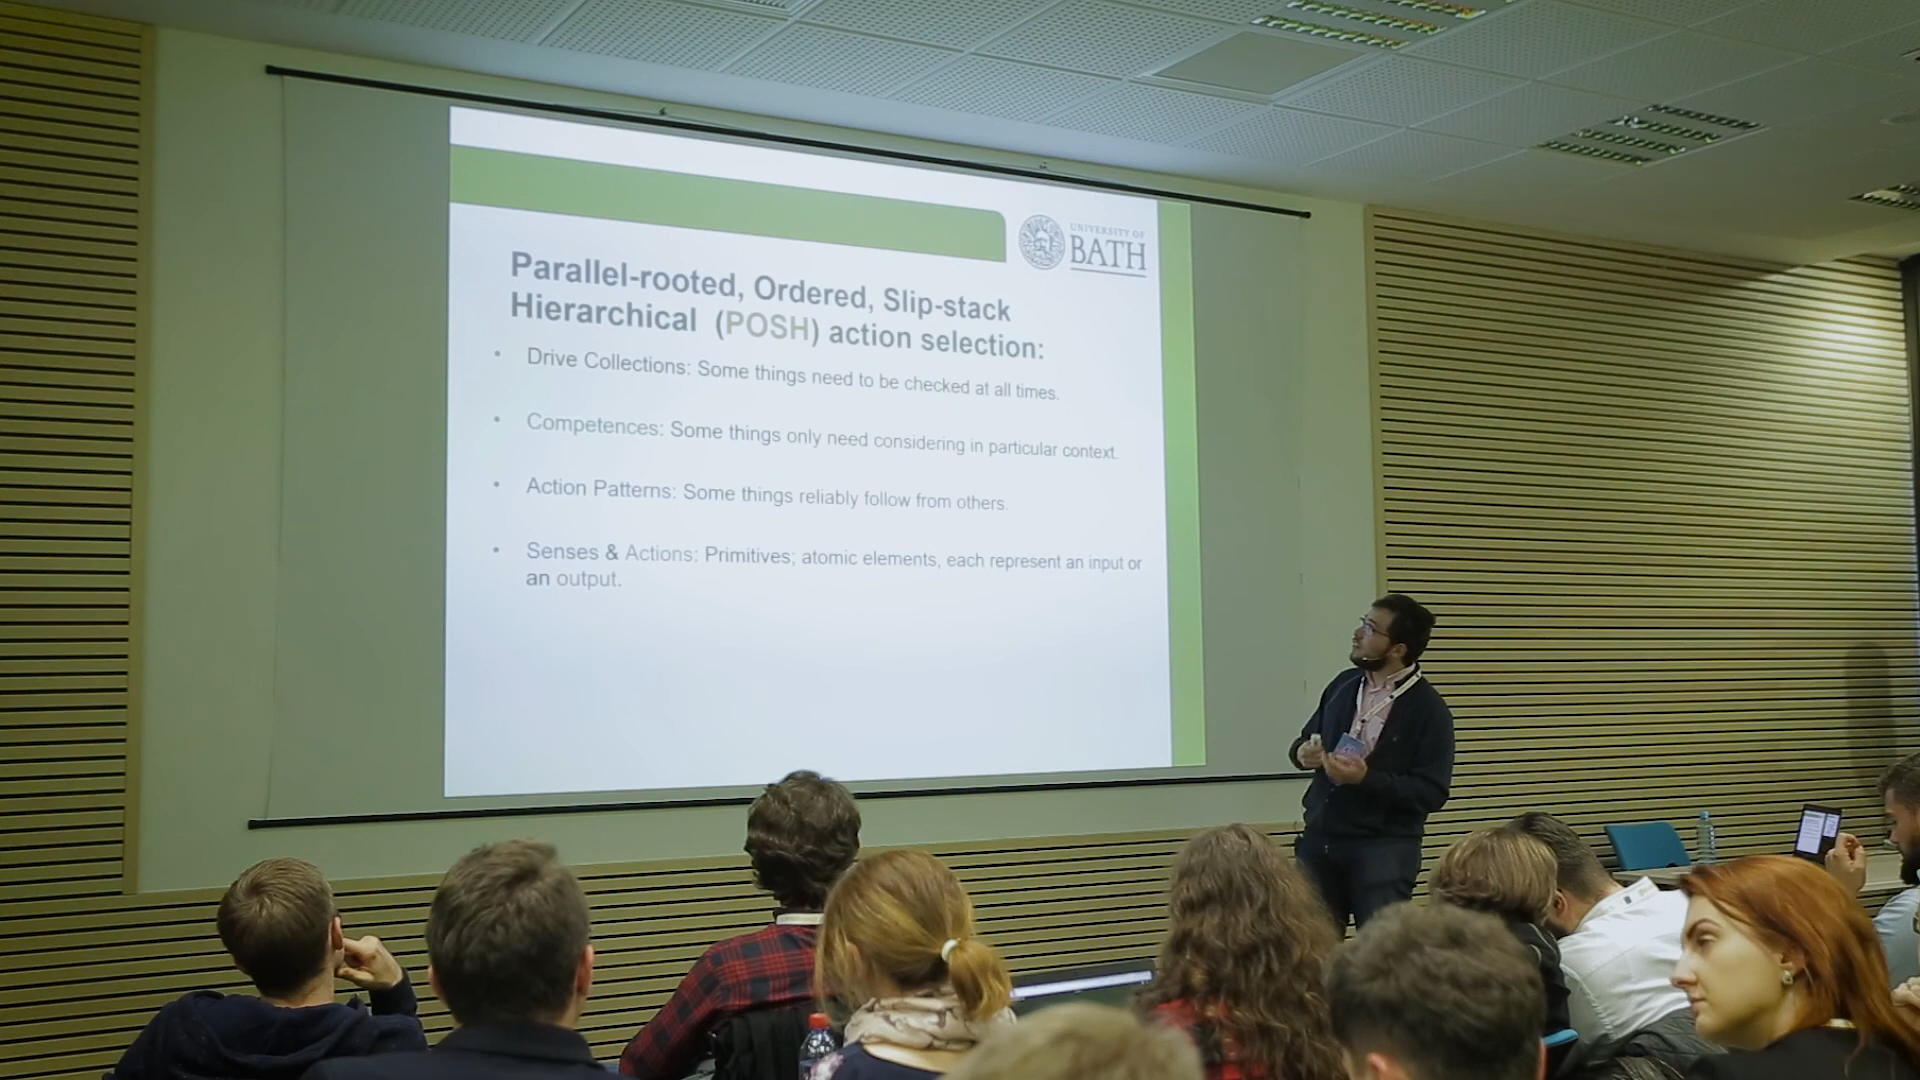 UNIVERSITY OF
BATH
Parallel-rooted, Ordered, Slip-stack
Hierarchical (POSH) action selection:
• Drive Collections: Some things need to be checked at all times.
• Competences: Some things only need considering in particular context.
• Action Patterns: Some things reliably follow from others.
• Senses & Actions: Primitives; atomic elements, each represent an input or
an output.